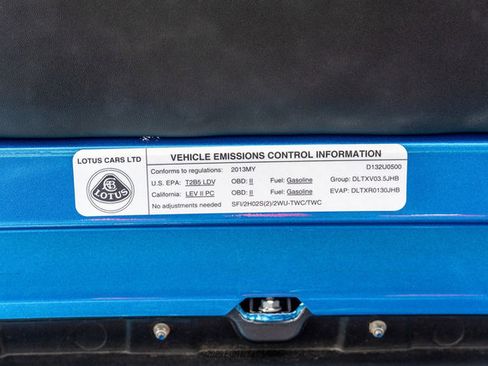 LOTUS CARS LTD
VEHICLE EMISSIONS CONTROL INFORMATION
Conforms to regulations: 2013MY D132U0500
U.S. EPA: T2B5 LDV OBD: II Fuel: Gasoline Group: DLTXV03.5JHB
California: LEV II PC OBD: II Fuel: Gasoline EVAP: DLTXR0130JHB
No adjustments needed SFI/2H02S(2)/2WU-TWC/TWC
LOTUS